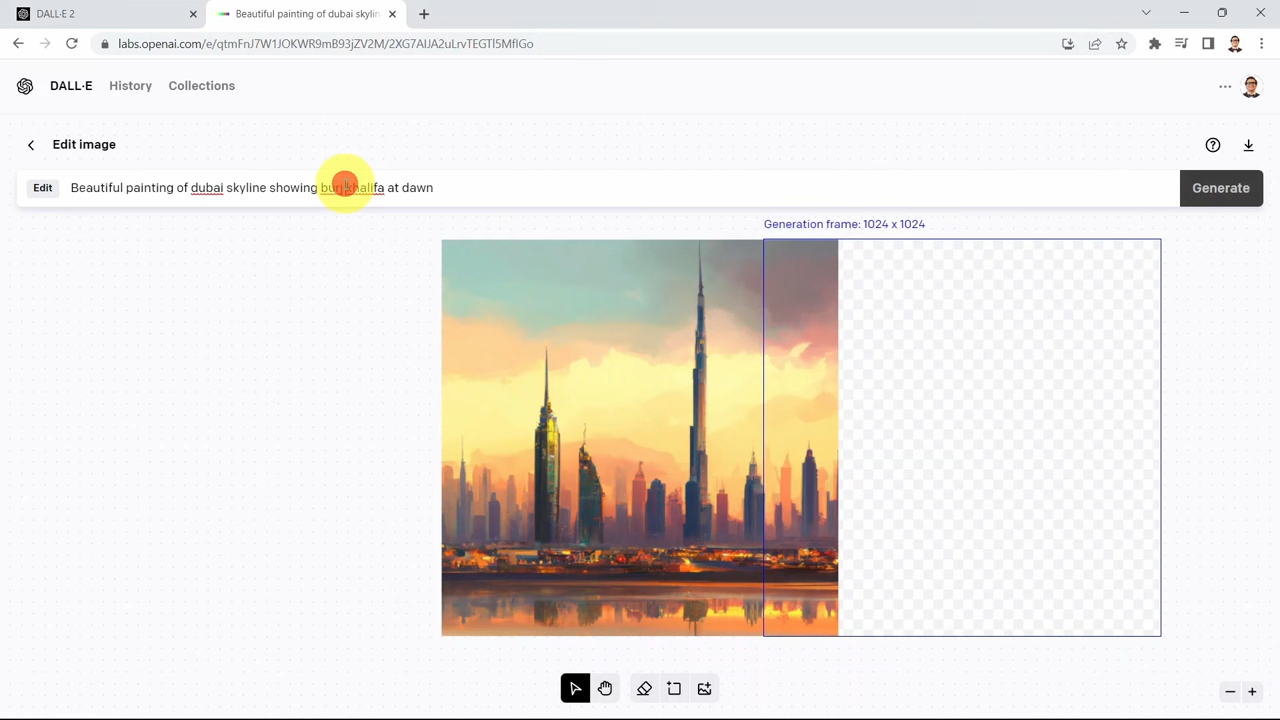 DALL·E 2
Beautiful painting of dubai skylin
labs.openai.com/e/qtmFnJ7W1JOKWR9mB93jZV2M/2XG7AIJA2uLrvTEGTl5MflGo
DALL·E History Collections
Edit image
Edit Beautiful painting of dubai skyline showing burj khalifa at dawn Generate
Generation frame: 1024 x 1024